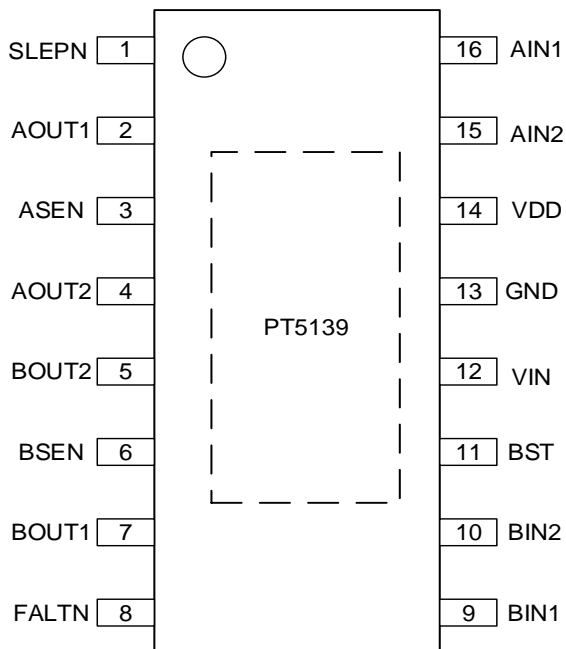 SLEPN 1 16 AIN1
AOUT1 2 15 AIN2
ASEN 3 14 VDD
AOUT2 4 13 GND
PT5139
BOUT2 5 12 VIN
BSEN 6 11 BST
BOUT1 7 10 BIN2
FALTN 8 9 BIN1